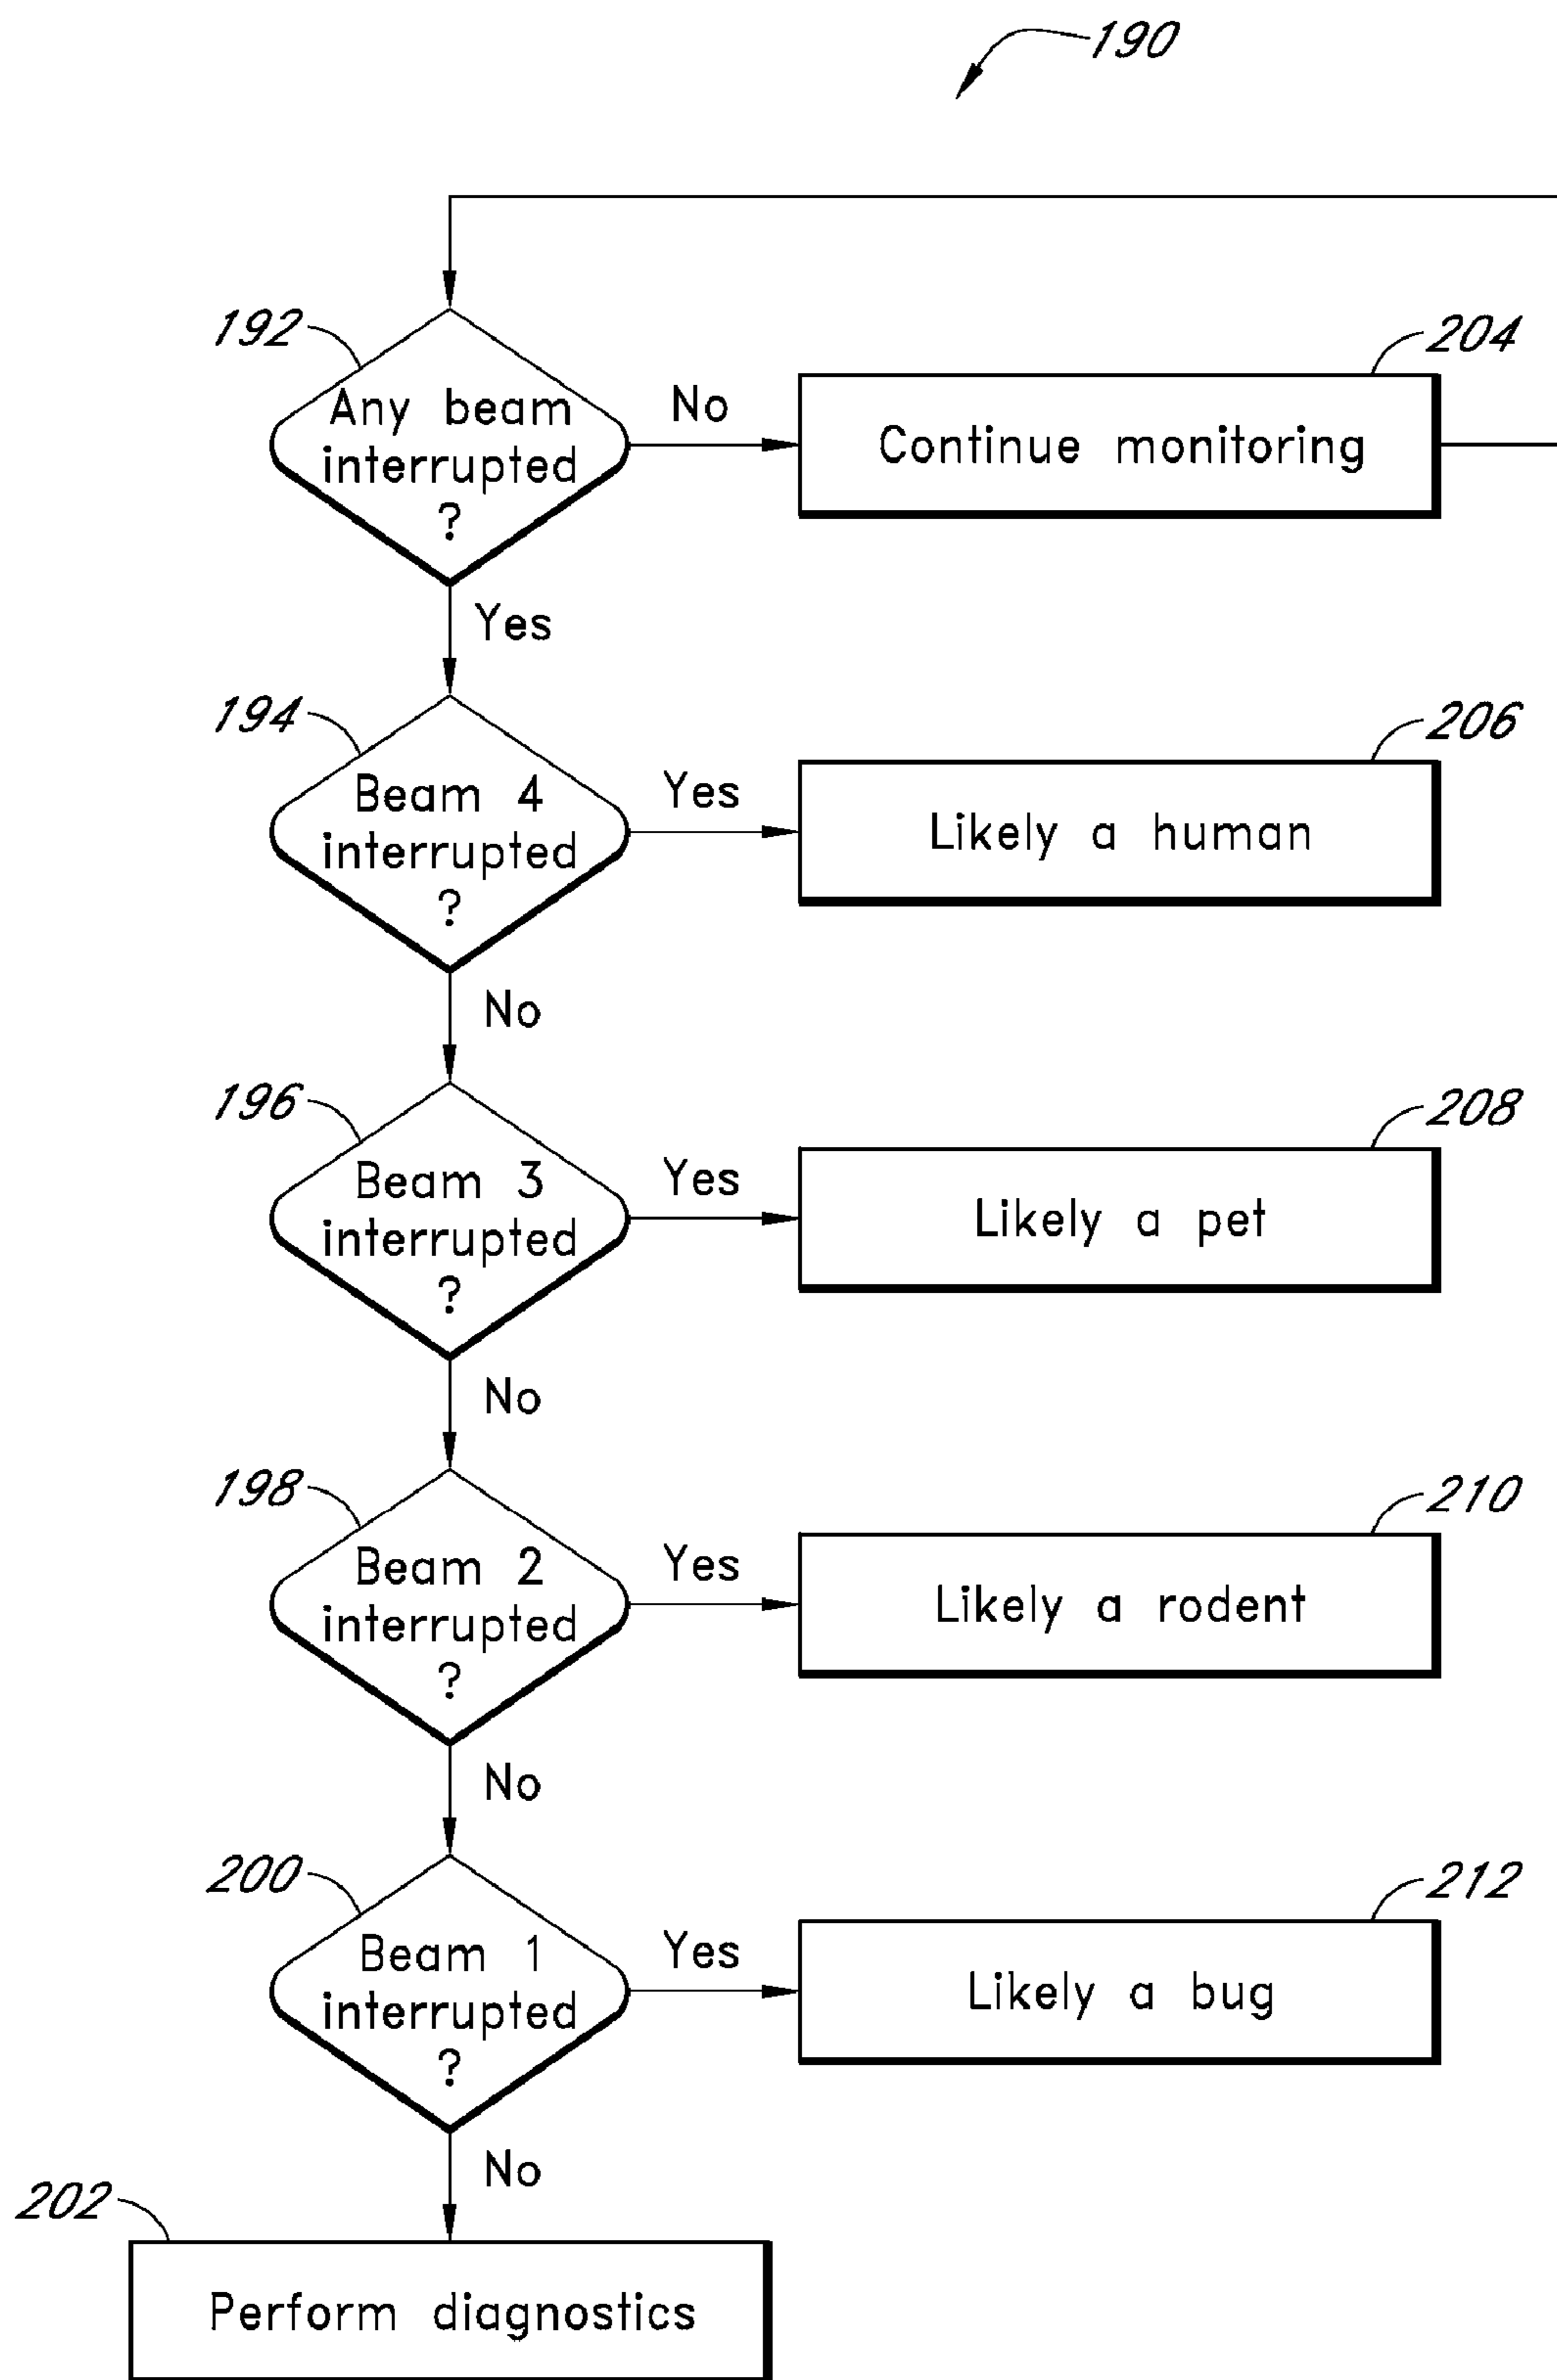 190
192
Any beam
interrupted
?
No
204
Continue monitoring
Yes
194
Beam 4
interrupted
?
Yes
206
Likely a human
No
196
Beam 3
interrupted
?
Yes
208
Likely a pet
No
198
Beam 2
interrupted
?
Yes
210
Likely a rodent
No
200
Beam 1
interrupted
?
Yes
212
Likely a bug
No
202
Perform diagnostics